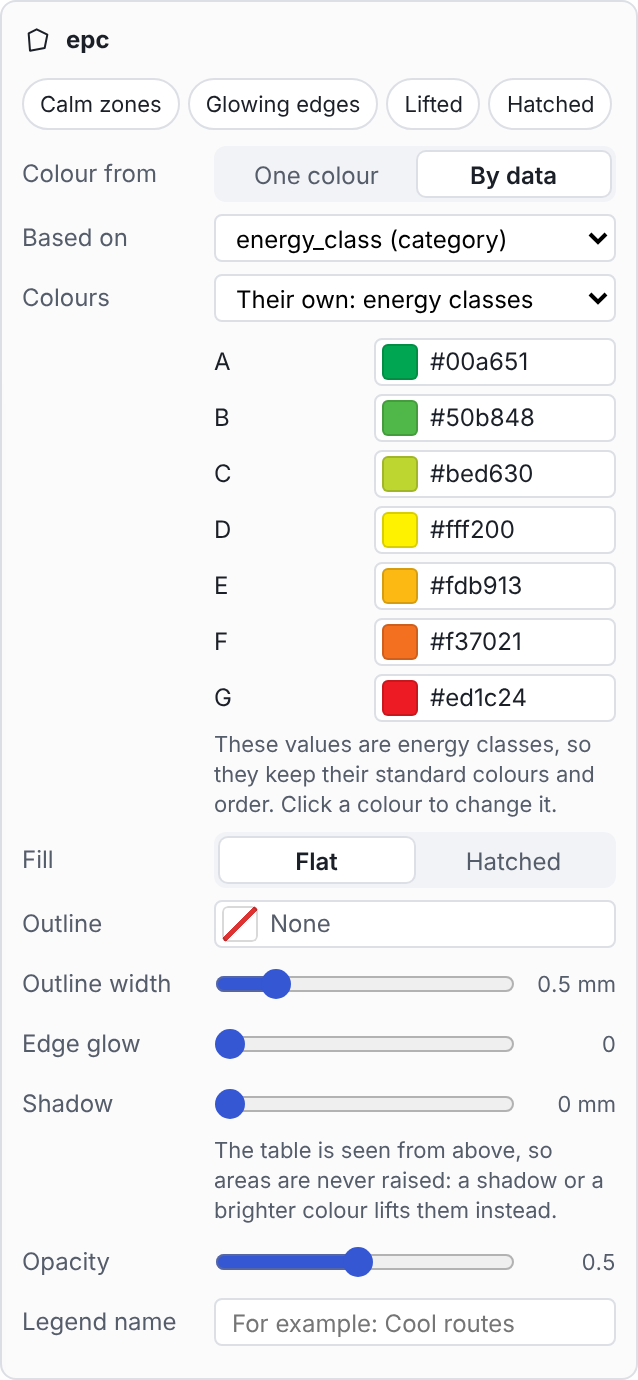 epc
Calm zones Glowing edges Lifted Hatched
Colour from One colour By data
Based on energy_class (category)
Colours Their own: energy classes
A #00a651
B #50b848
C #bed630
D #fff200
E #fdb913
F #f37021
G #ed1c24
These values are energy classes, so
they keep their standard colours and
order. Click a colour to change it.
Fill Flat Hatched
Outline None
Outline width 0.5 mm
Edge glow 0
Shadow 0 mm
The table is seen from above, so
areas are never raised: a shadow or a
brighter colour lifts them instead.
Opacity 0.5
Legend name For example: Cool routes